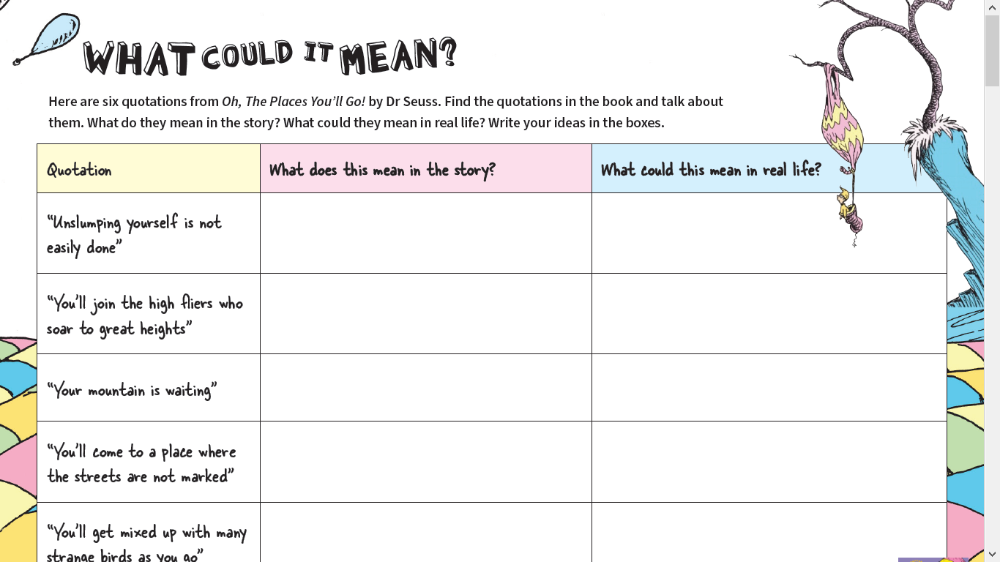 WHAT COULD IT MEAN?
Here are six quotations from Oh, The Places You’ll Go! by Dr Seuss. Find the quotations in the book and talk about
them. What do they mean in the story? What could they mean in real life? Write your ideas in the boxes.
Quotation
What does this mean in the story?
What could this mean in real life?
“Unslumping yourself is not
easily done”
“You’ll join the high fliers who
soar to great heights”
“Your mountain is waiting”
“You’ll come to a place where
the streets are not marked”
“You’ll get mixed up with many
strange birds as you go”